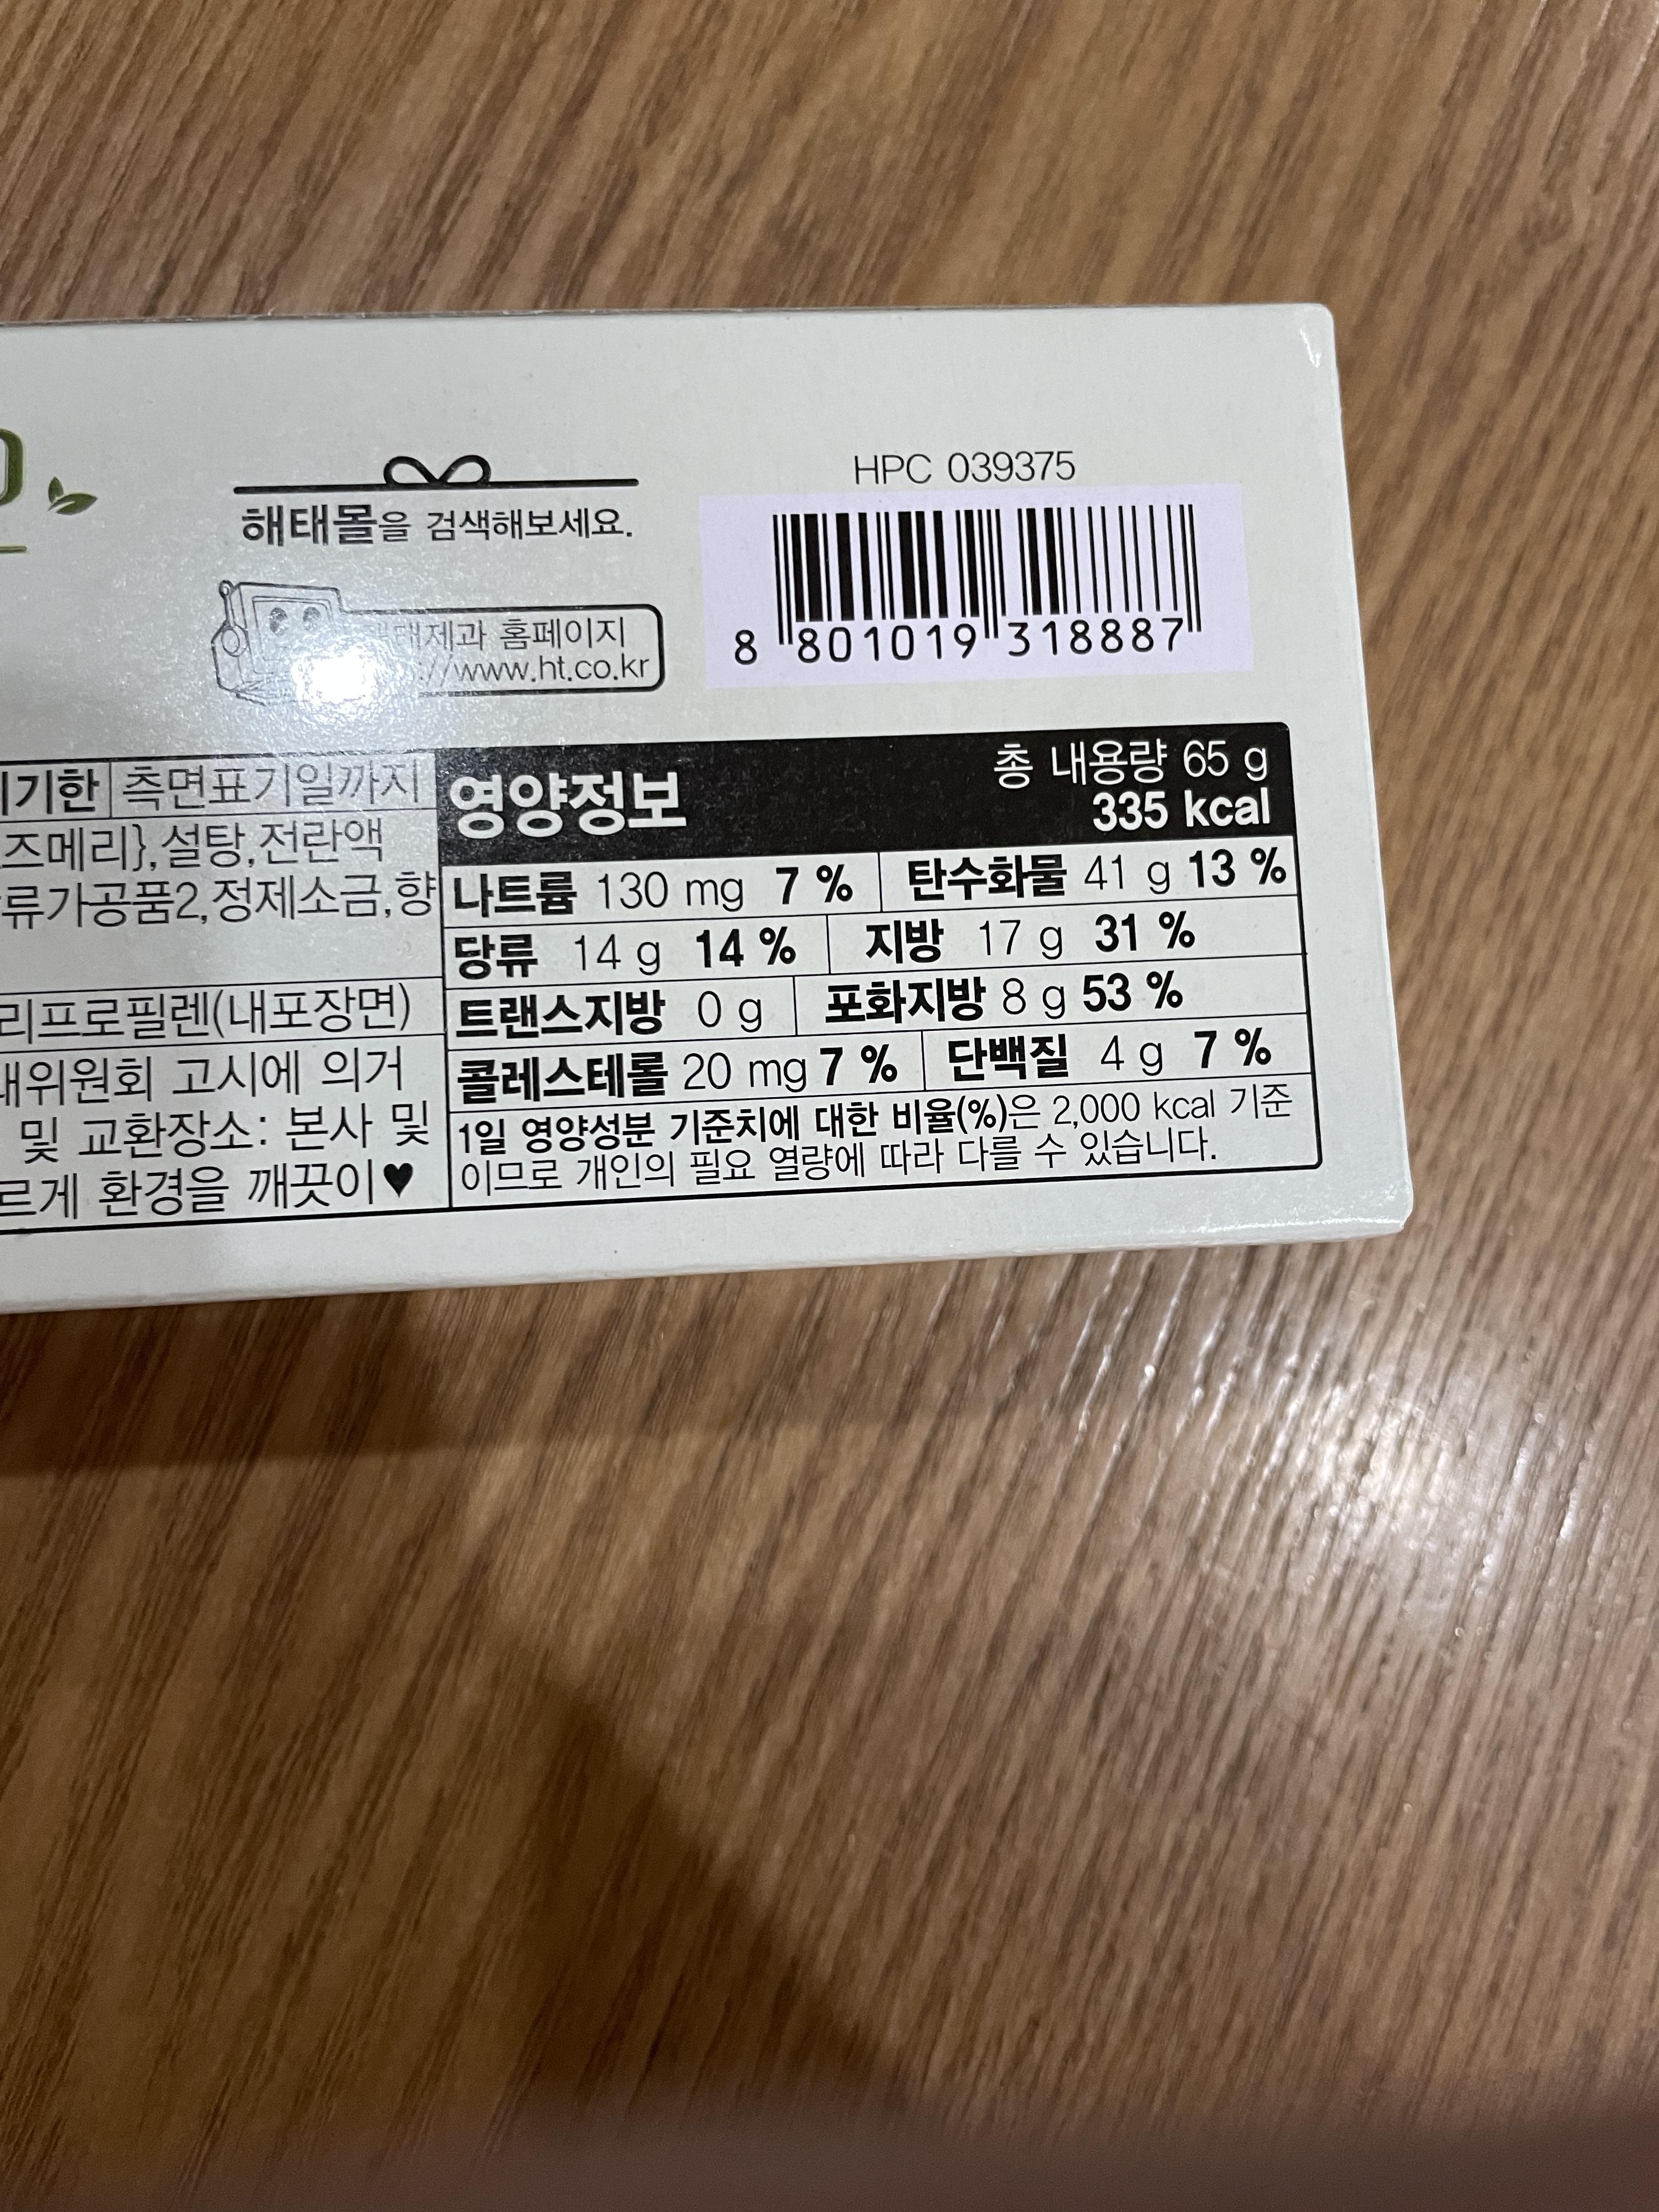 해태몰을 검색해보세요.
제과 홈페이지
://www.ht.co.kr
HPC 039375
8 801019 318887
기한 측면표기일까지
즈메리},설탕,전란액
류가공품2,정제소금,향
리프로필렌(내포장면)
위원회 고시에 의거
및 교환장소: 본사 및
르게 환경을 깨끗이♥
영양정보
총 내용량 65 g
335 kcal
나트륨 130 mg 7 % 탄수화물 41 g 13 %
당류 14 g 14 % 지방 17 g 31 %
트랜스지방 0 g 포화지방 8 g 53 %
콜레스테롤 20 mg 7 % 단백질 4 g 7 %
1일 영양성분 기준치에 대한 비율(%)은 2,000 kcal 기준
이므로 개인의 필요 열량에 따라 다를 수 있습니다.